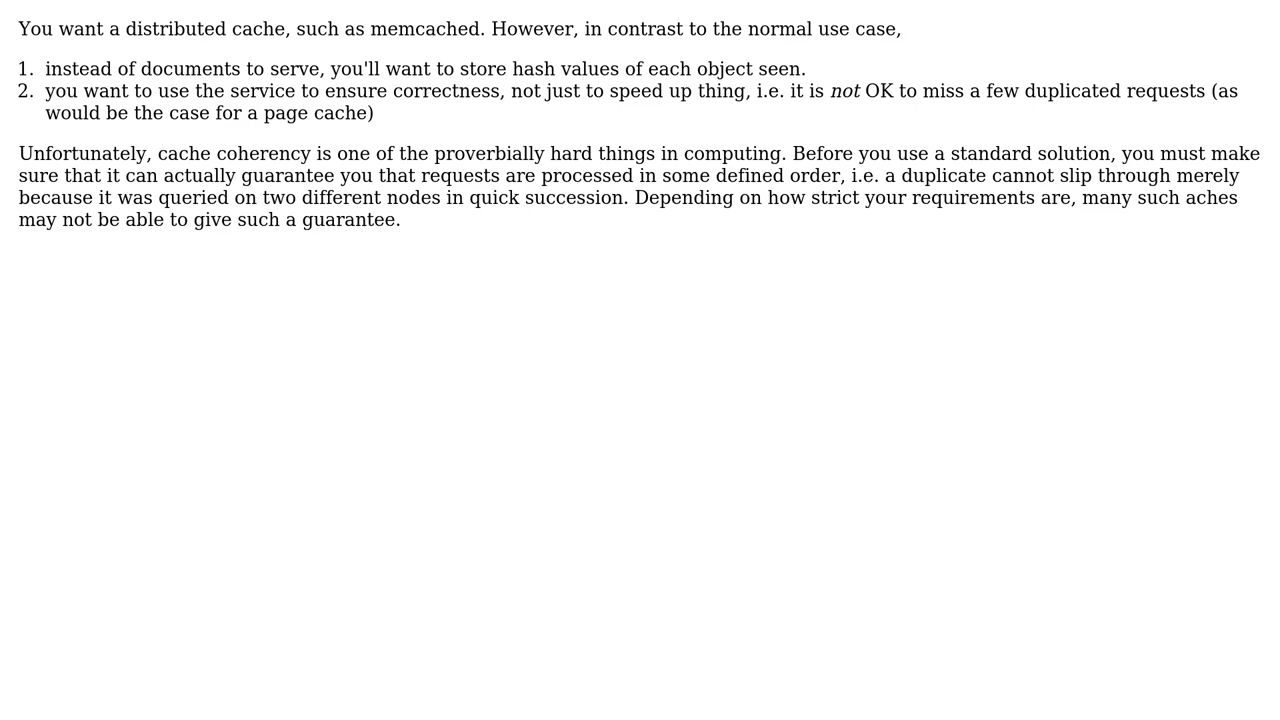 You want a distributed cache, such as memcached. However, in contrast to the normal use case,
1. instead of documents to serve, you'll want to store hash values of each object seen.
2. you want to use the service to ensure correctness, not just to speed up thing, i.e. it is not OK to miss a few duplicated requests (as
would be the case for a page cache)
Unfortunately, cache coherency is one of the proverbially hard things in computing. Before you use a standard solution, you must make
sure that it can actually guarantee you that requests are processed in some defined order, i.e. a duplicate cannot slip through merely
because it was queried on two different nodes in quick succession. Depending on how strict your requirements are, many such aches
may not be able to give such a guarantee.